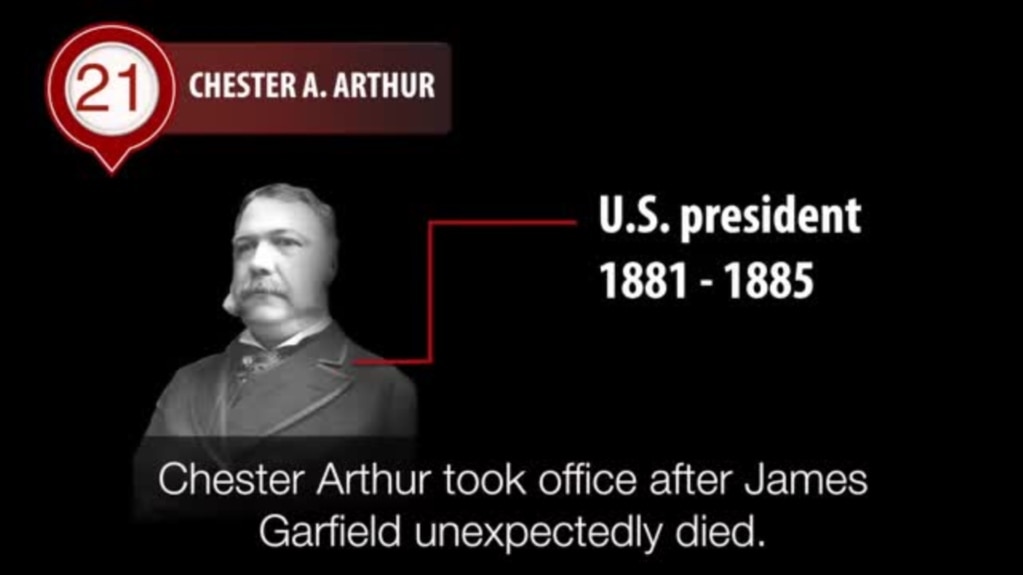 21
CHESTER A. ARTHUR
U.S. president
1881 - 1885
Chester Arthur took office after James
Garfield unexpectedly died.